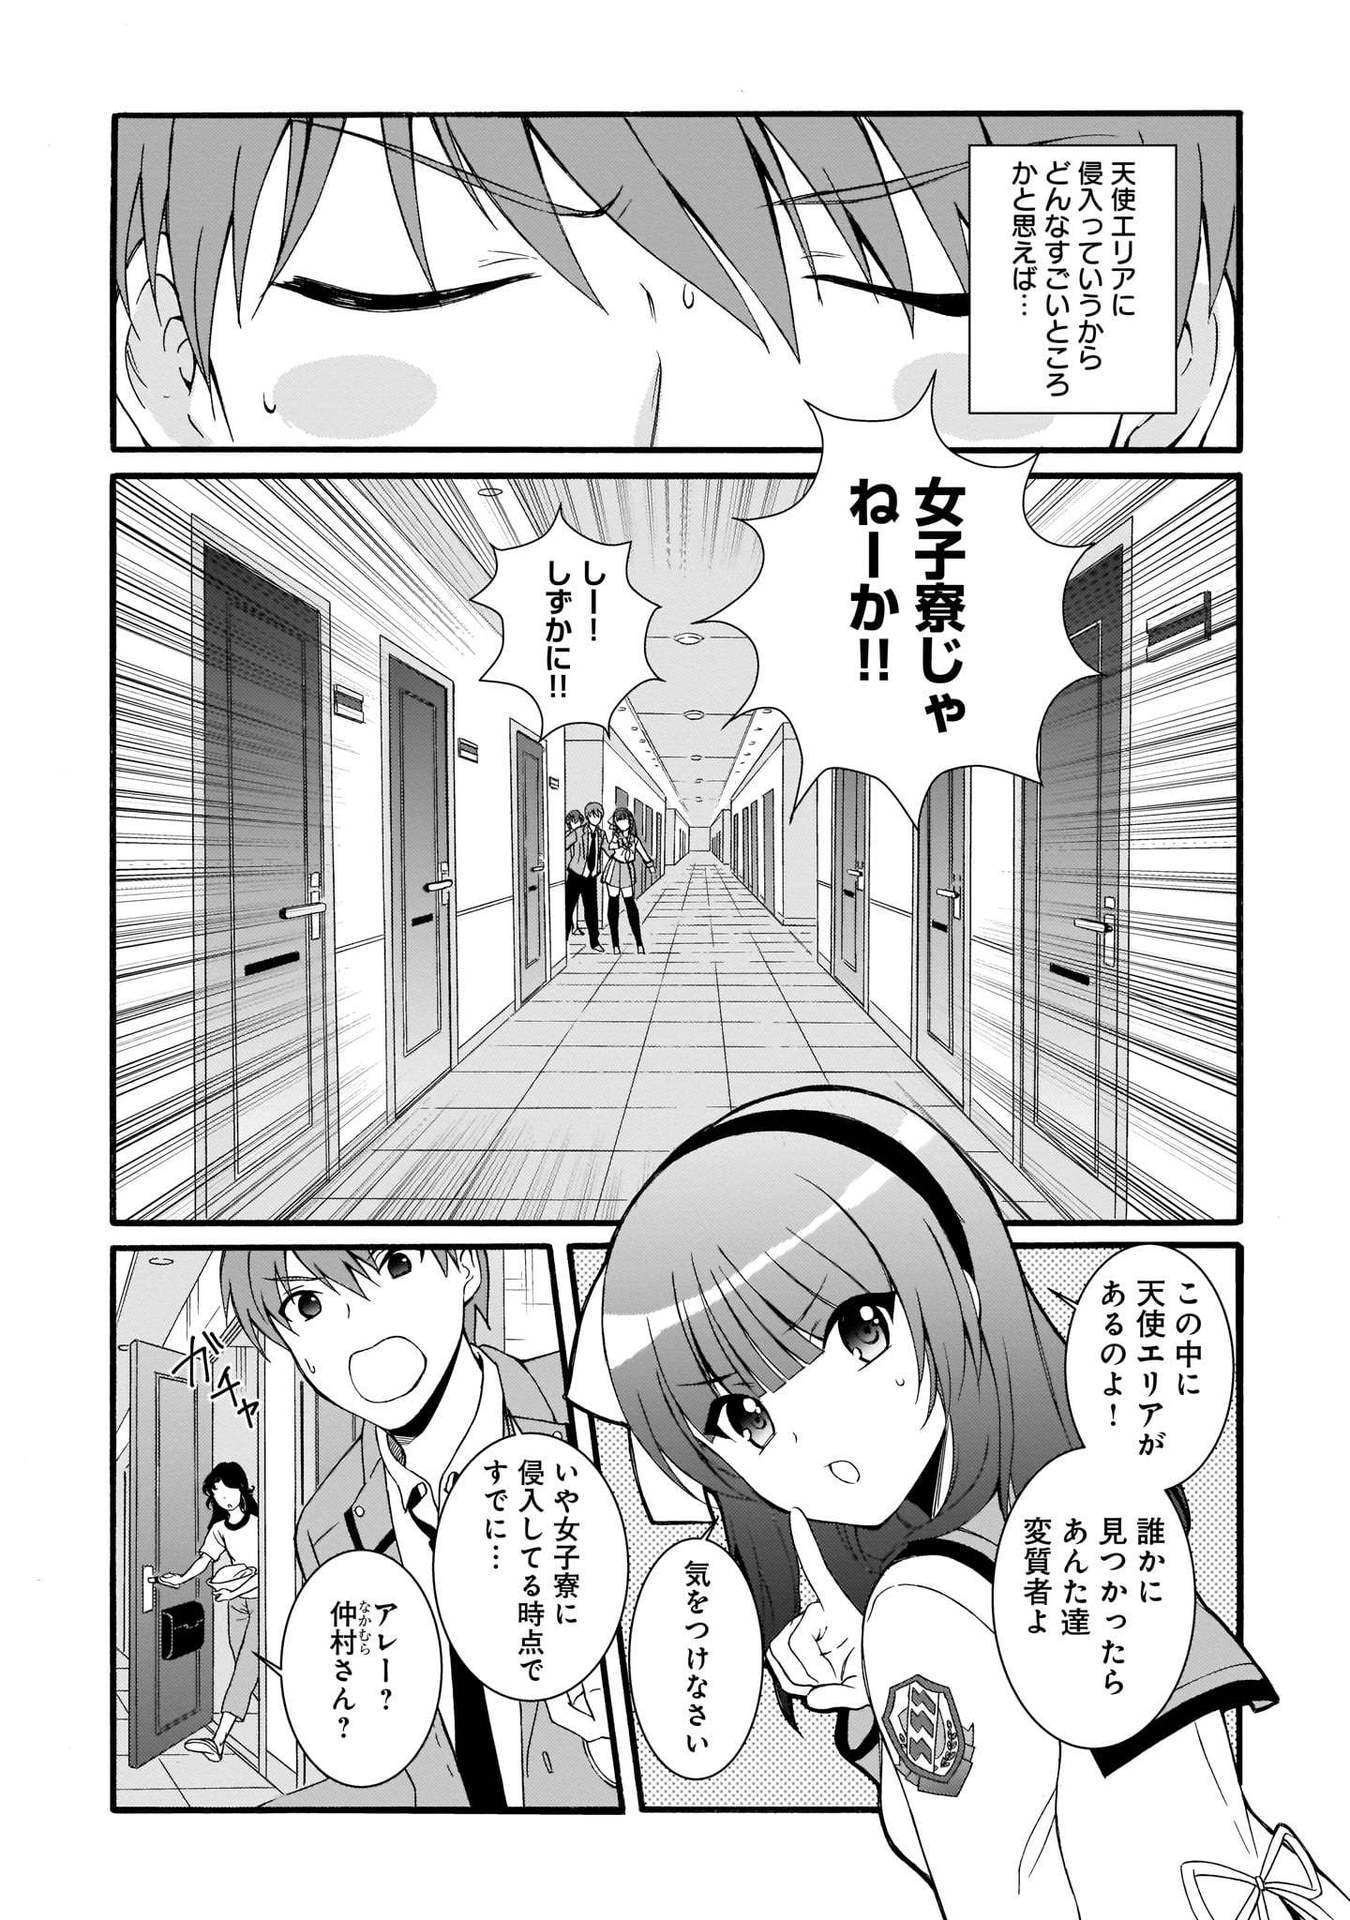 天使エリアに
侵入っていうから
どんなすごいところ
かと思えば…
女子寮じゃ
ねーか!!
しー!
しずかに!!
この中に
天使エリアが
あるのよ!
誰かに
見つかったら
あんた達
変質者よ
気をつけなさい
いや女子寮に
侵入してる時点で
すでに…
ガチャ
アレー?
仲村さん?
なかむら